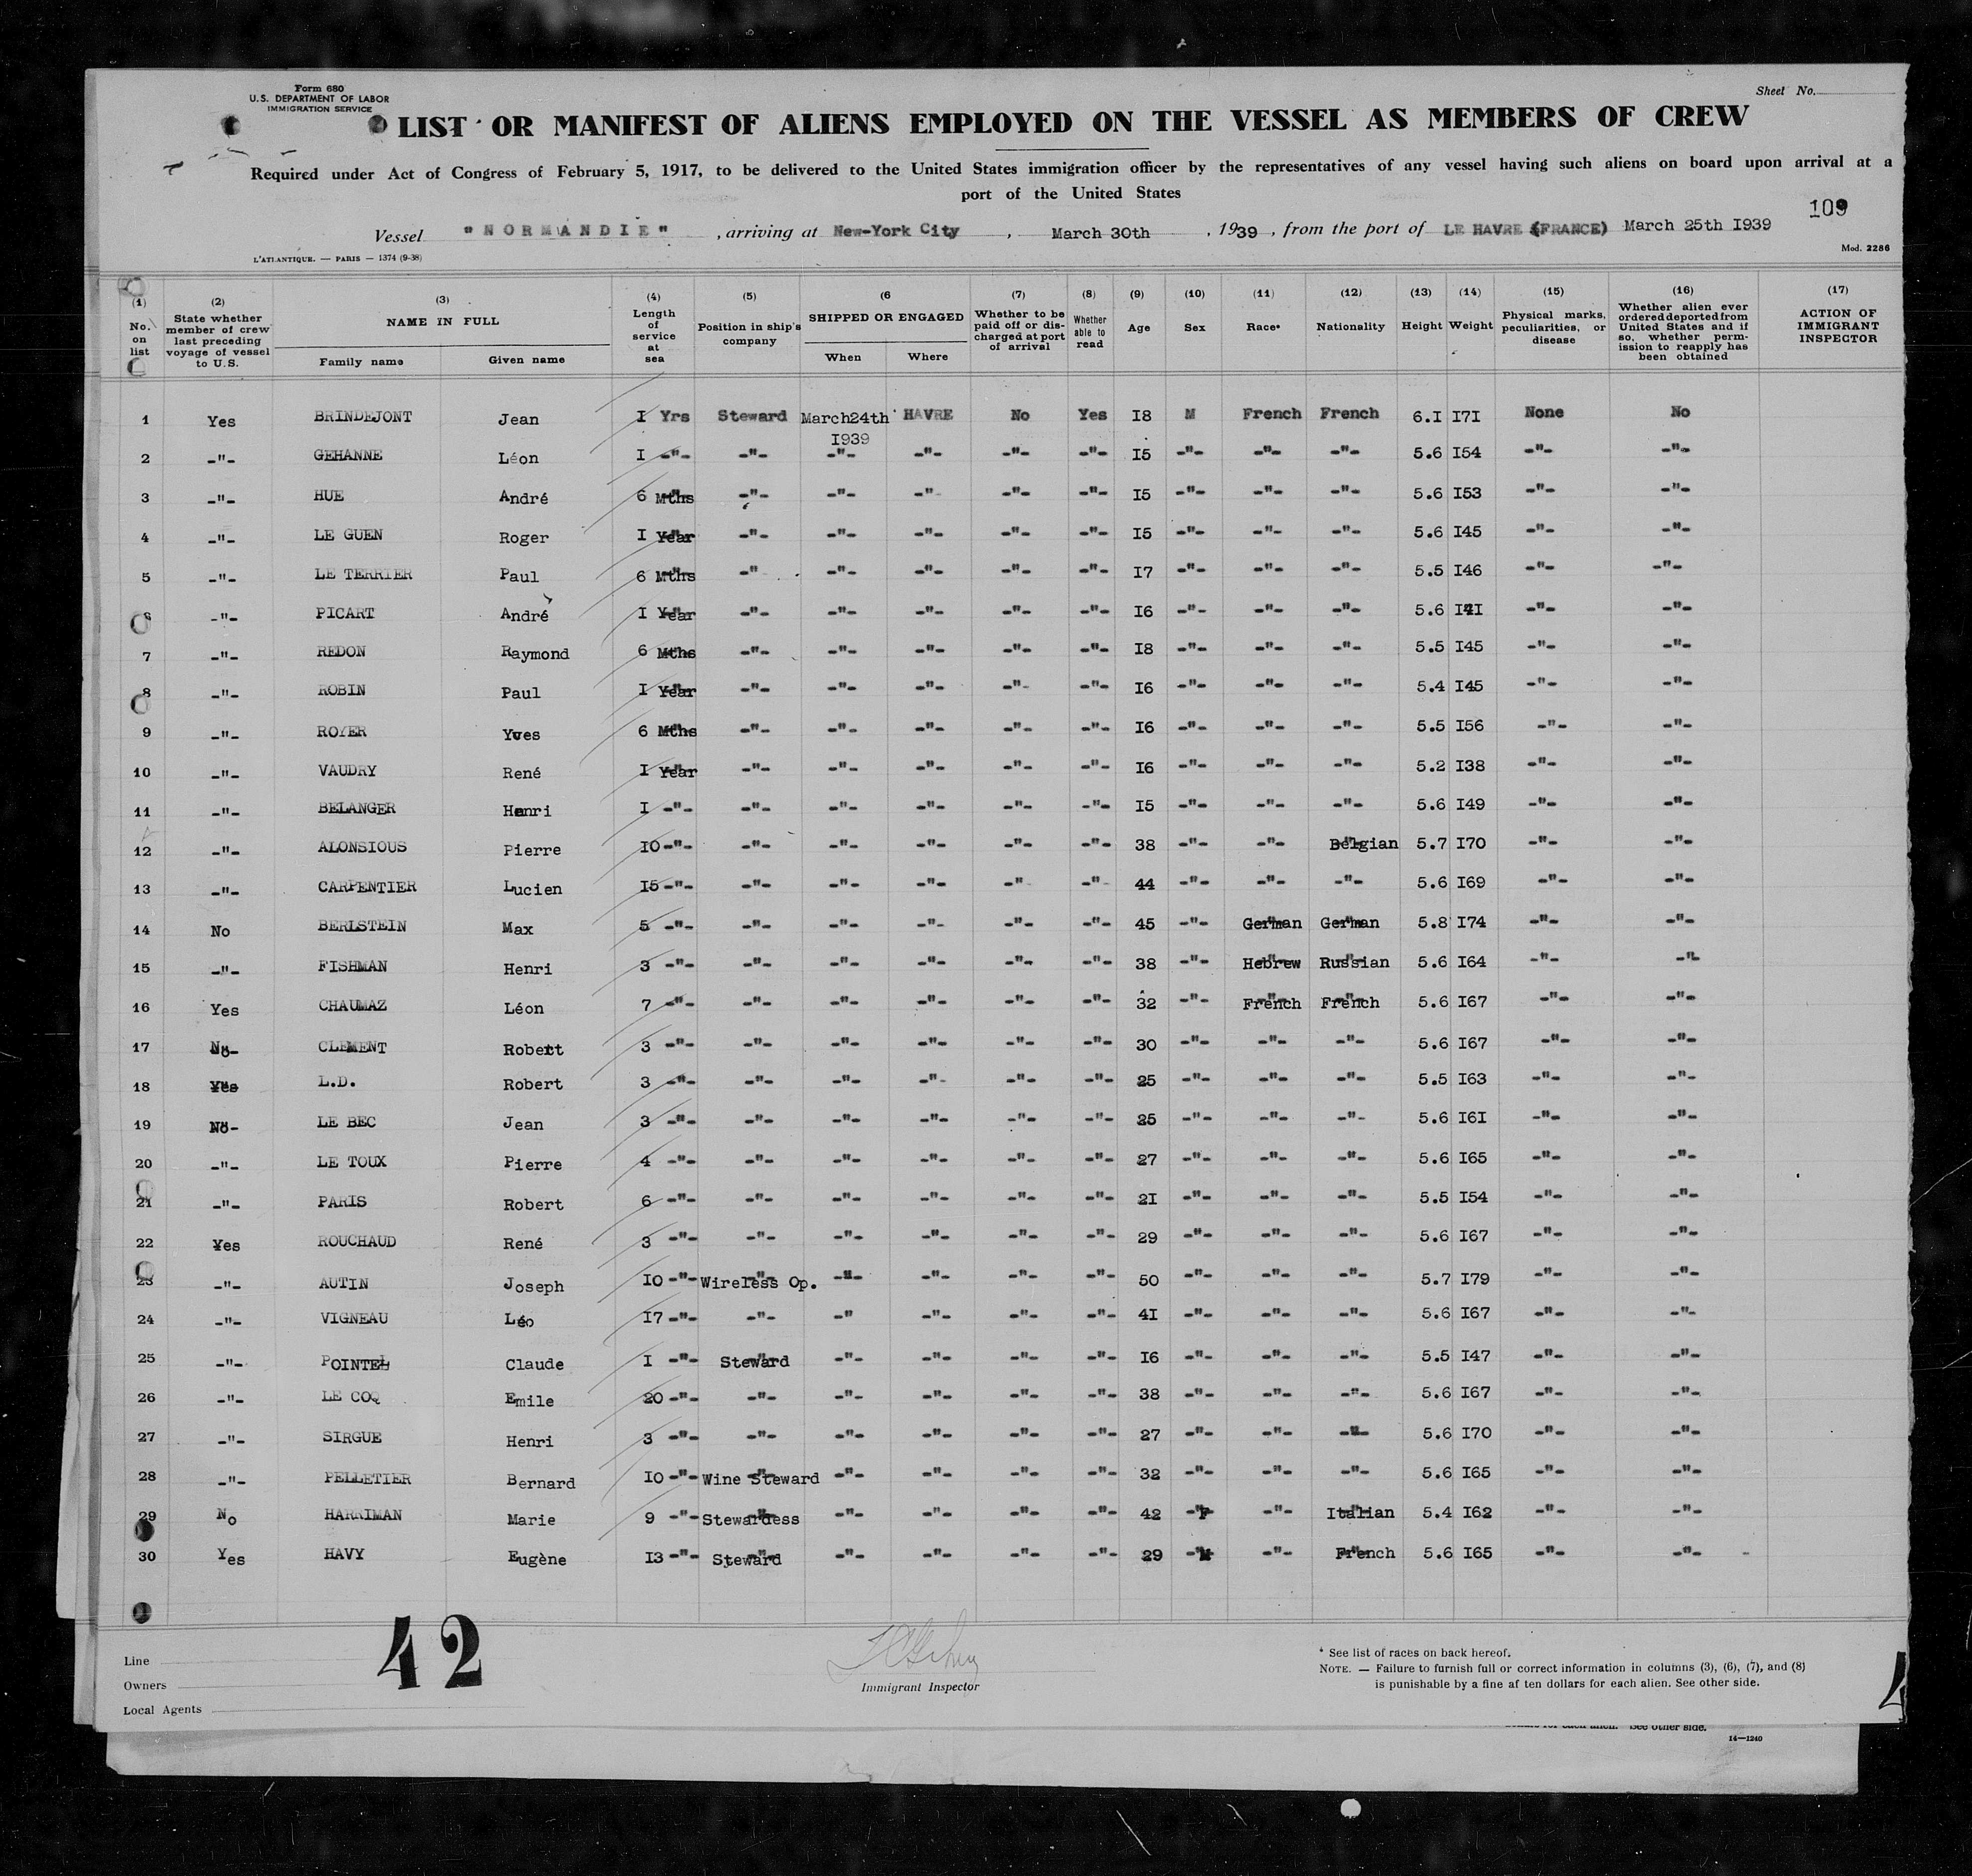 Form 680
U.S. DEPARTMENT OF LABOR
IMMIGRATION SERVICE
Sheet No.
LIST OR MANIFEST OF ALIENS EMPLOYED ON THE VESSEL AS MEMBERS OF CREW
Required under Act of Congress of February 5, 1917, to be delivered to the United States immigration officer by the representatives of any vessel having such aliens on board upon arrival at a
port of the United States
109
Vessel "NORMANDIE", arriving at New-York City, March 30th, 1939, from the port of LE HAVRE (FRANCE) March 25th I939
L'ATLANTIQUE. — PARIS — 1374 (9-38)
Mod. 2286
(1) No. on list
(2) State whether member of crew last preceding voyage of vessel to U.S.
(3) NAME IN FULL Family name Given name
(4) Length of service at sea
(5) Position in ship's company
(6 SHIPPED OR ENGAGED When Where
(7) Whether to be paid off or discharged at port of arrival
(8) Whether able to read
(9) Age
(10) Sex
(11) Race*
(12) Nationality
(13) Height
(14) Weight
(15) Physical marks, peculiarities, or disease
(16) Whether alien ever ordered deported from United States and if so, whether permission to reapply has been obtained
(17) ACTION OF IMMIGRANT INSPECTOR
1 Yes BRINDEJONT Jean I Yrs Steward March24th I939 HAVRE No Yes I8 M French French 6.I I7I None No
2 -"- GEHANNE Léon I -"- -"- -"- -"- -"- -"- I5 -"- -"- -"- 5.6 I54 -"- -"-
3 -"- HUE André 6 Mths -"- -"- -"- -"- -"- I5 -"- -"- -"- 5.6 I53 -"- -"-
4 -"- LE GUEN Roger I Year -"- -"- -"- -"- -"- I5 -"- -"- -"- 5.6 I45 -"- -"-
5 -"- LE TERRIER Paul 6 Mths -"- -"- -"- -"- -"- I7 -"- -"- -"- 5.5 I46 -"- -"-
6 -"- PICART André I Year -"- -"- -"- -"- -"- I6 -"- -"- -"- 5.6 -"- -"-
7 -"- REDON Raymond 6 Mths -"- -"- -"- -"- -"- I8 -"- -"- -"- 5.5 I45 -"- -"-
8 -"- ROBIN Paul I Year -"- -"- -"- -"- -"- I6 -"- -"- -"- 5.4 I45 -"- -"-
9 -"- ROYER Yves 6 Mths -"- -"- -"- -"- -"- I6 -"- -"- -"- 5.5 I56 -"- -"-
10 -"- VAUDRY René I Year -"- -"- -"- -"- -"- I6 -"- -"- -"- 5.2 I38 -"- -"-
11 -"- BELANGER Henri I -"- -"- -"- -"- -"- -"- I5 -"- -"- -"- 5.6 I49 -"- -"-
12 -"- ALONSIOUS Pierre IO -"- -"- -"- -"- -"- -"- 38 -"- -"- Belgian 5.7 I70 -"- -"-
13 -"- CARPENTIER Lucien I5 -"- -"- -"- -"- -"- -"- 44 -"- -"- -"- 5.6 I69 -"- -"-
14 No BERLSTEIN Max 5 -"- -"- -"- -"- -"- -"- 45 -"- German German 5.8 I74 -"- -"-
15 -"- FISHMAN Henri 3 -"- -"- -"- -"- -"- -"- 38 -"- Hebrew Russian 5.6 I64 -"- -"-
16 Yes CHAUMAZ Léon 7 -"- -"- -"- -"- -"- -"- 32 -"- French French 5.6 I67 -"- -"-
17 No CLEMENT Robert 3 -"- -"- -"- -"- -"- -"- 30 -"- -"- -"- 5.6 I67 -"- -"-
18 Yes L.D. Robert 3 -"- -"- -"- -"- -"- -"- 25 -"- -"- -"- 5.5 I63 -"- -"-
19 No LE BEC Jean 3 -"- -"- -"- -"- -"- -"- 25 -"- -"- -"- 5.6 I6I -"- -"-
20 -"- LE TOUX Pierre 4 -"- -"- -"- -"- -"- -"- 27 -"- -"- -"- 5.6 I65 -"- -"-
21 -"- PARIS Robert 6 -"- -"- -"- -"- -"- -"- 2I -"- -"- -"- 5.5 I54 -"- -"-
22 Yes ROUCHAUD René 3 -"- -"- -"- -"- -"- -"- 29 -"- -"- -"- 5.6 I67 -"- -"-
23 -"- AUTIN Joseph IO -"- Wireless Op. -"- -"- -"- -"- 50 -"- -"- -"- 5.7 I79 -"- -"-
24 -"- VIGNEAU Léo I7 -"- -"- -"- -"- -"- -"- 4I -"- -"- -"- 5.6 I67 -"- -"-
25 -"- POINTEL Claude I -"- Steward -"- -"- -"- -"- I6 -"- -"- -"- 5.5 I47 -"- -"-
26 -"- LE COQ Emile 20 -"- -"- -"- -"- -"- -"- 38 -"- -"- -"- 5.6 I67 -"- -"-
27 -"- SIRGUE Henri 3 -"- -"- -"- -"- -"- -"- 27 -"- -"- -"- 5.6 I70 -"- -"-
28 -"- PELLETIER Bernard IO -"- Wine Steward -"- -"- -"- -"- 32 -"- -"- -"- 5.6 I65 -"- -"-
29 No HARRIMAN Marie 9 -"- Stewardess -"- -"- -"- -"- 42 F -"- Italian 5.4 I62 -"- -"-
30 Yes HAVY Eugène I3 -"- Steward -"- -"- -"- -"- 29 M -"- French 5.6 I65 -"- -"-
42
Line
Owners
Local Agents
Immigrant Inspector
* See list of races on back hereof.
NOTE. — Failure to furnish full or correct information in columns (3), (6), (7), and (8)
is punishable by a fine af ten dollars for each alien. See other side.
See other side.
14—1240